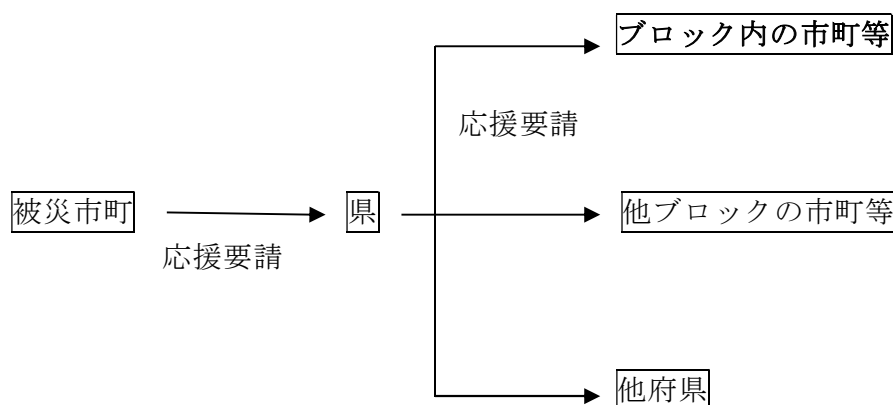 ブロック内の市町等
応援要請
被災市町
県
他ブロックの市町等
応援要請
他府県